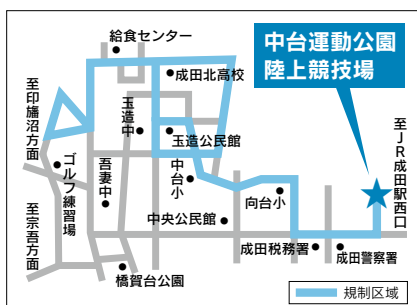 給食センター
中台運動公園
陸上競技場
成田北高校
至印旛沼方面
玉造中
玉造公民館
至JR成田駅西口
ゴルフ練習場
吾妻中
中台小
向台小
中央公民館
至宗吾方面
成田税務署
成田警察署
橋賀台公園
規制区域